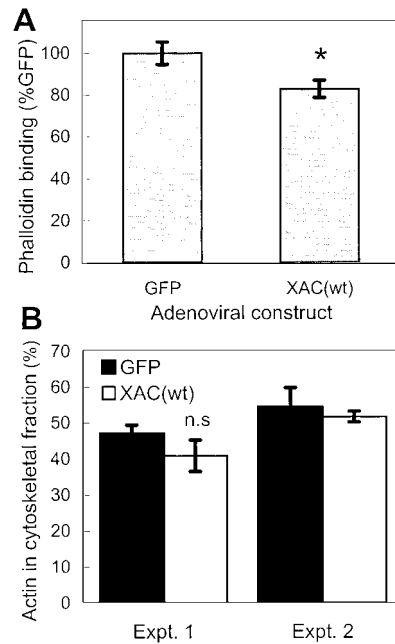 A
Phalloidin binding (%GFP)
100
80
60
40
20
0
*
GFP XAC(wt)
Adenoviral construct
B
Actin in cytoskeletal fraction (%)
70
60
50
40
30
20
10
0
GFP
XAC(wt)
n.s
Expt. 1 Expt. 2